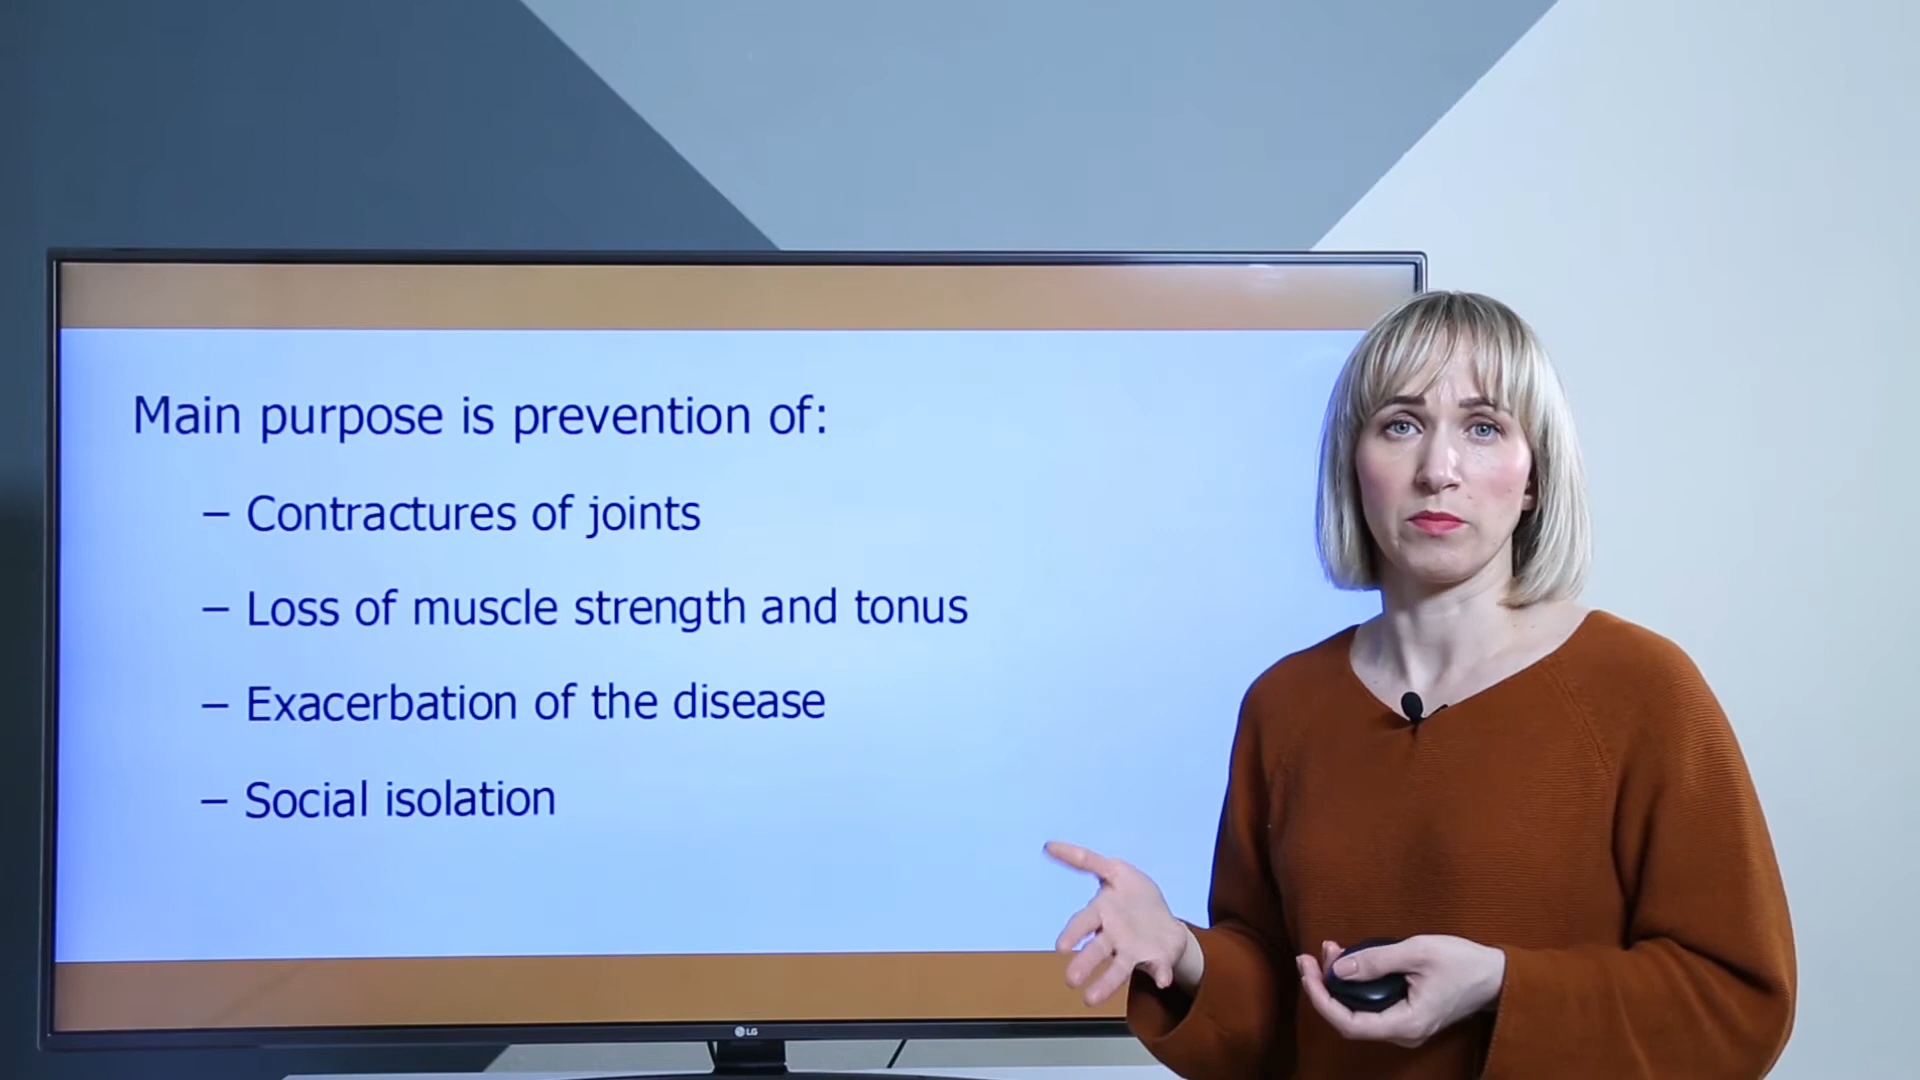 Main purpose is prevention of:
– Contractures of joints
– Loss of muscle strength and tonus
– Exacerbation of the disease
– Social isolation
LG